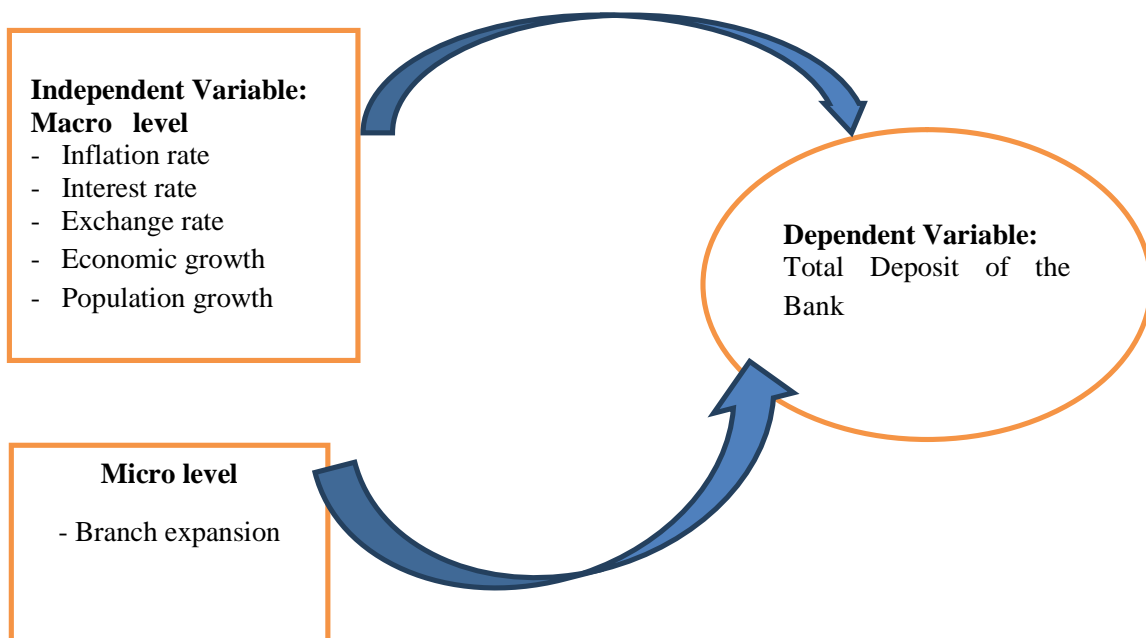 Independent Variable:
Macro level
- Inflation rate
- Interest rate
- Exchange rate
- Economic growth
- Population growth
Dependent Variable:
Total Deposit of the
Bank
Micro level
- Branch expansion